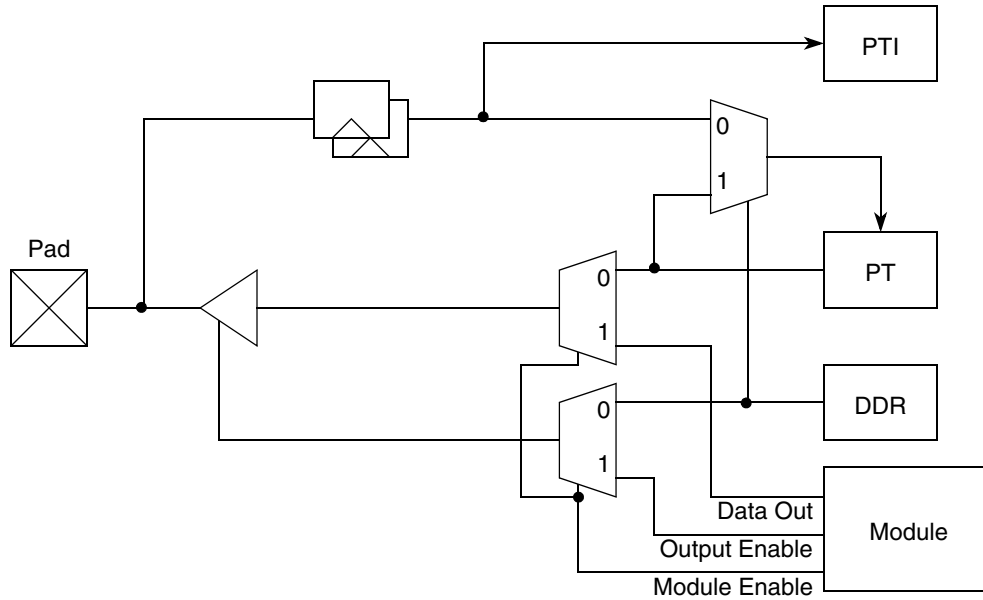 PTI
0
1
Pad
0
PT
1
0
DDR
1
Data Out
Module
Output Enable
Module Enable